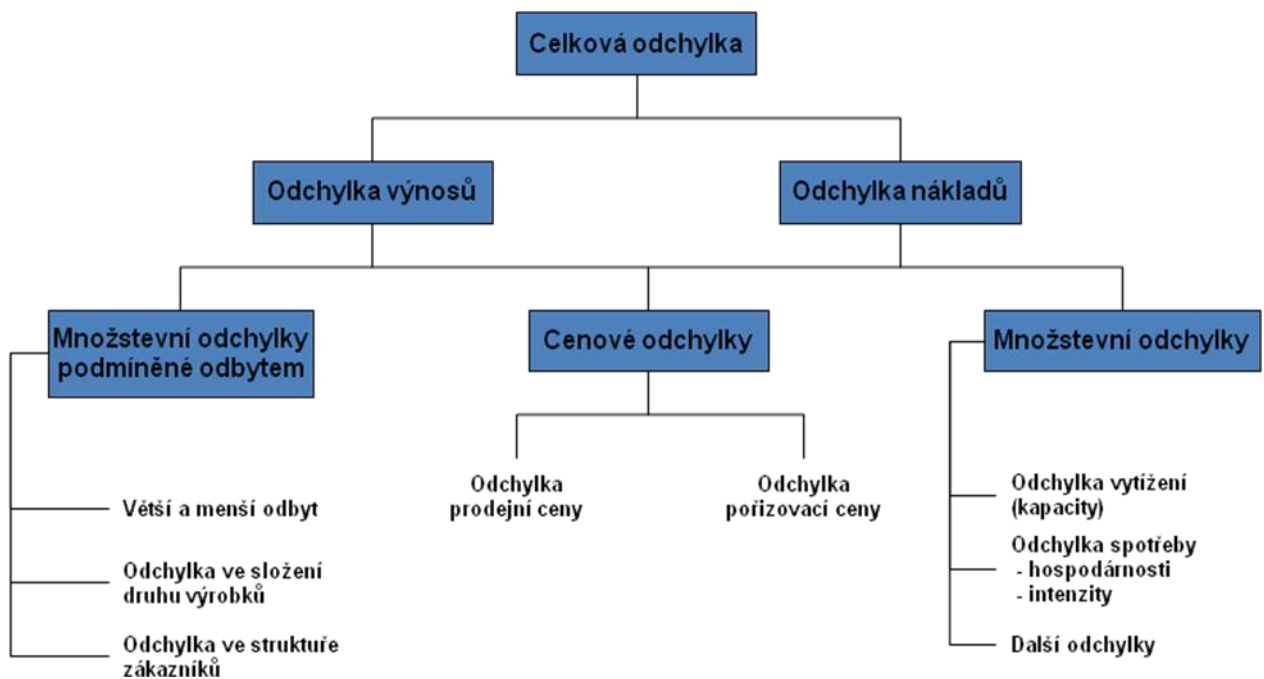 Celková odchylka
Odchylka výnosů
Odchylka nákladů
Množstevní odchylky
podmíněné odbytem
Cenové odchylky
Množstevní odchylky
Větší a menší odbyt
Odchylka ve složení
druhu výrobků
Odchylka ve struktuře
zákazníků
Odchylka
prodejní ceny
Odchylka
pořizovací ceny
Odchylka vytížení
(kapacity)
Odchylka spotřeby
- hospodárnosti
- intenzity
Další odchylky